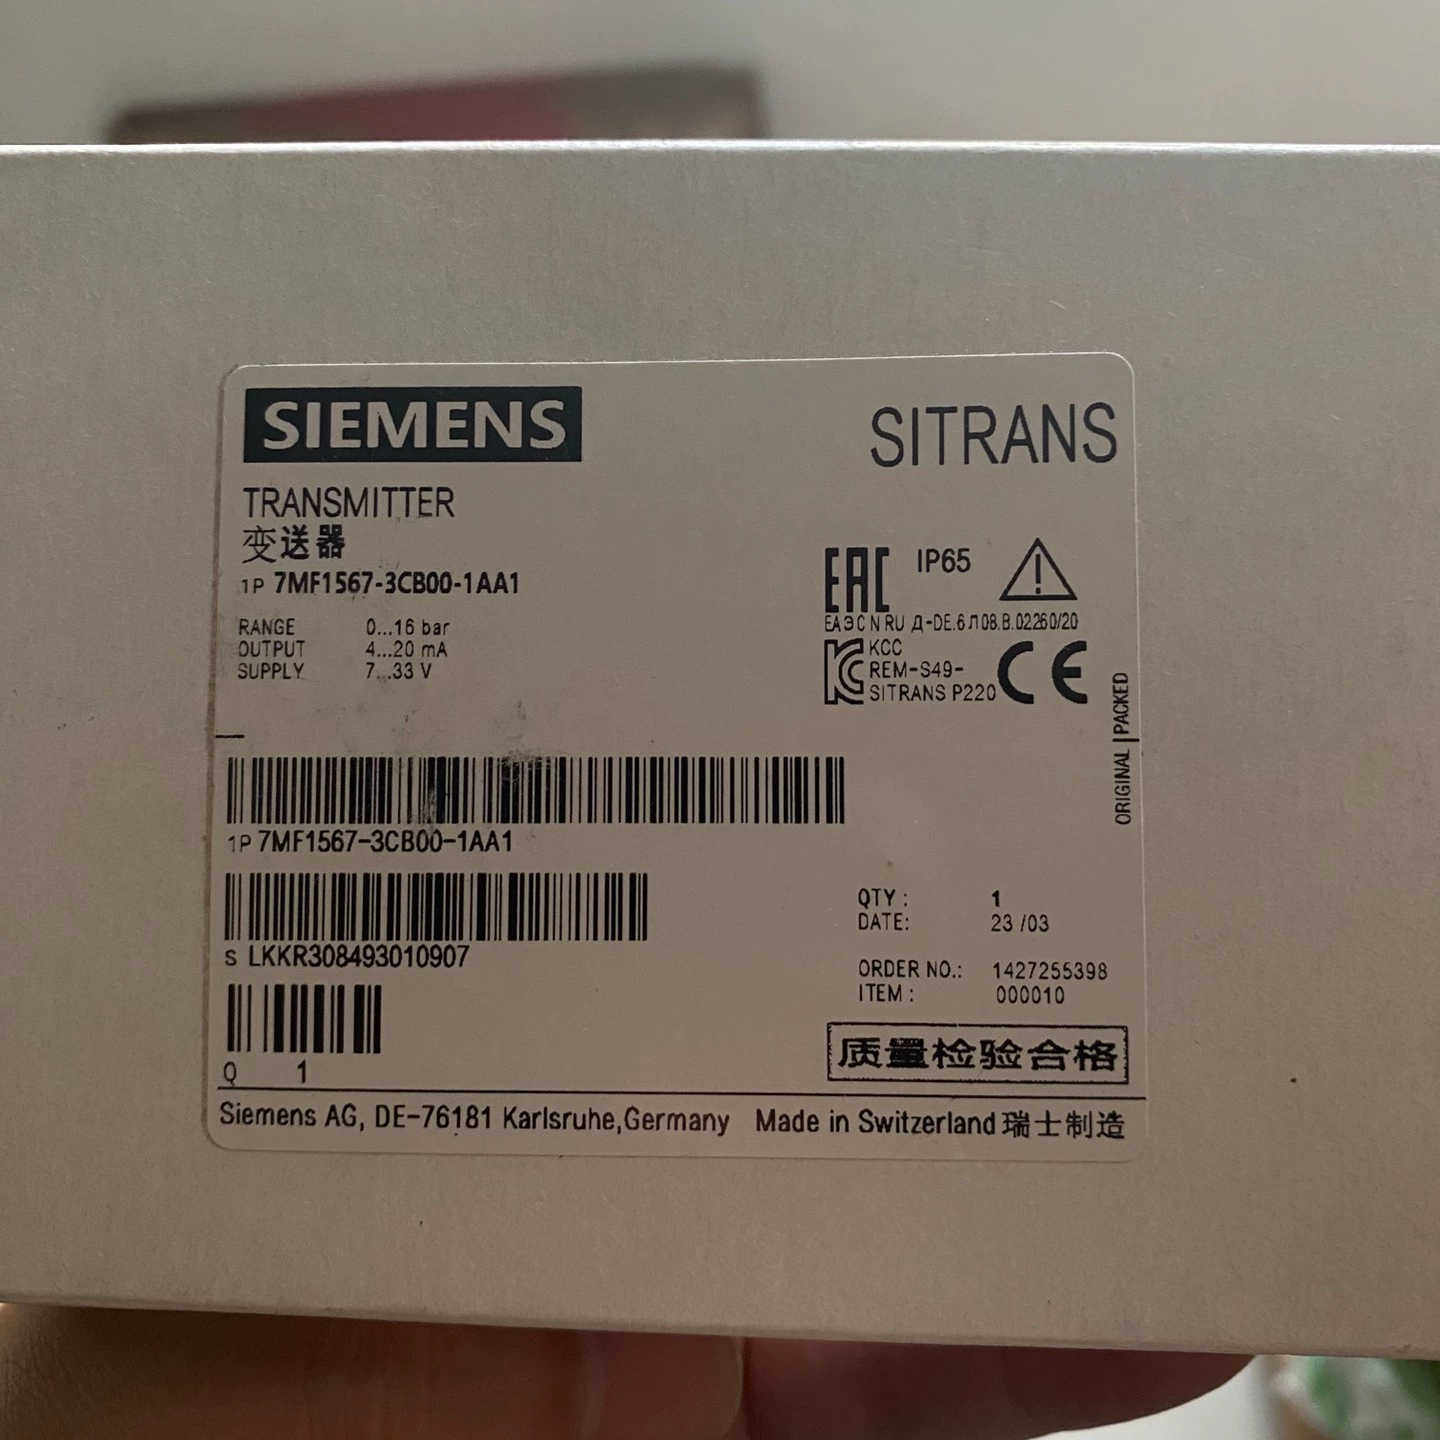 SIEMENS
SITRANS
TRANSMITTER
变送器
1P 7MF1567-3CB00-1AA1
RANGE 0...16 bar
OUTPUT 4...20 mA
SUPPLY 7...33 V
EAC IP65
ЕАЭС N RU Д-DE.БЛ08.В.02260/20
KCC
REM-S49-
SITRANS P220
CE
ORIGINAL PACKED
1P 7MF1567-3CB00-1AA1
S LKKR308493010907
Q 1
QTY : 1
DATE: 23 /03
ORDER NO.: 1427255398
ITEM : 000010
质量检验合格
Siemens AG, DE-76181 Karlsruhe,Germany Made in Switzerland 瑞士制造